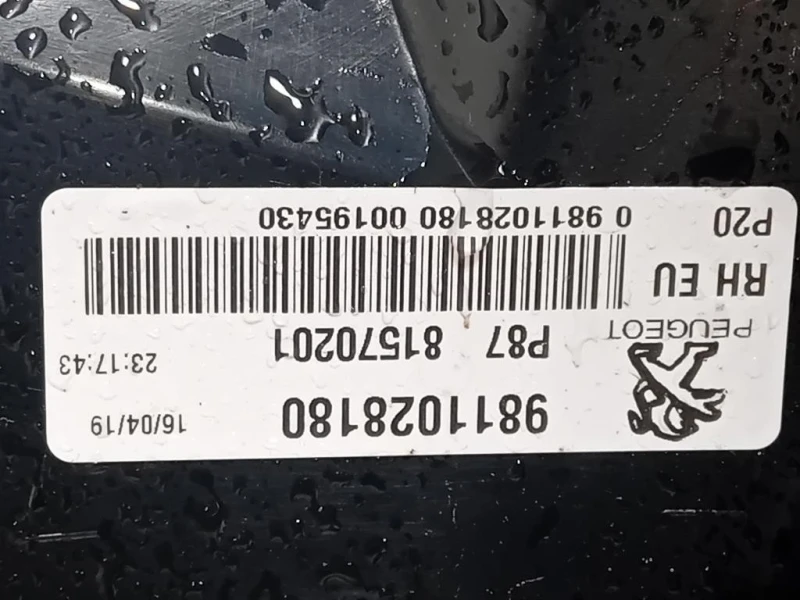 9811028180
16/04/19
PEUGEOT
P87 81570201
23:17:43
RH EU
P20
0 9811028180 00195430